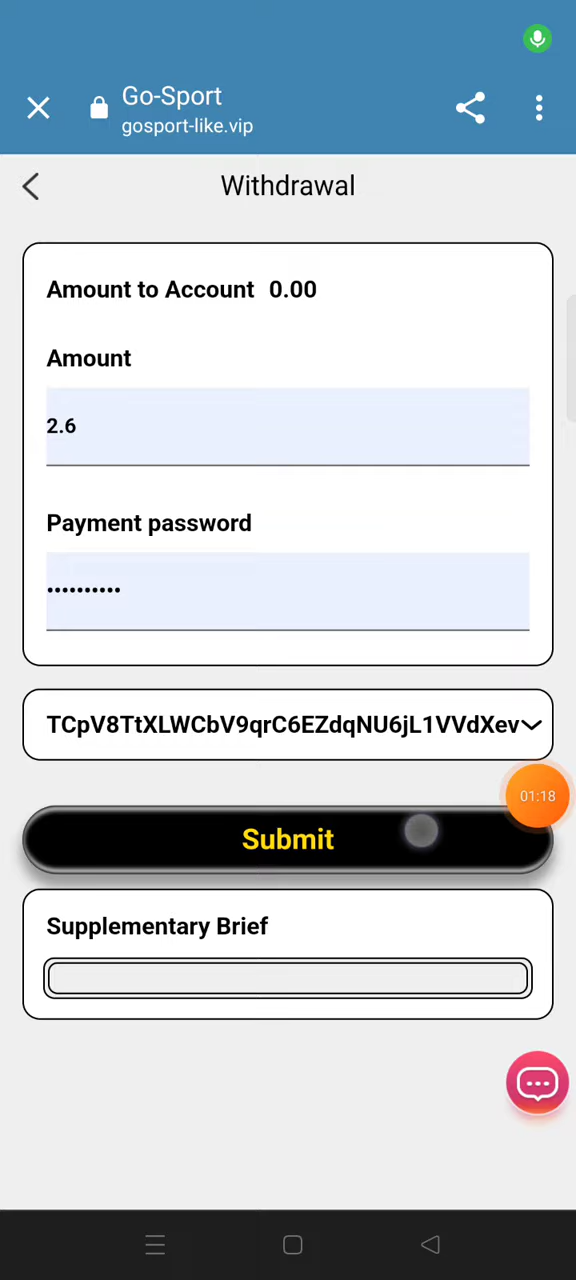 Go-Sport
gosport-like.vip
Withdrawal
Amount to Account 0.00
Amount
2.6
Payment password
••••••••••
TCpV8TtXLWCbV9qrC6EZdqNU6jL1VVdXev
01:18
Submit
Supplementary Brief